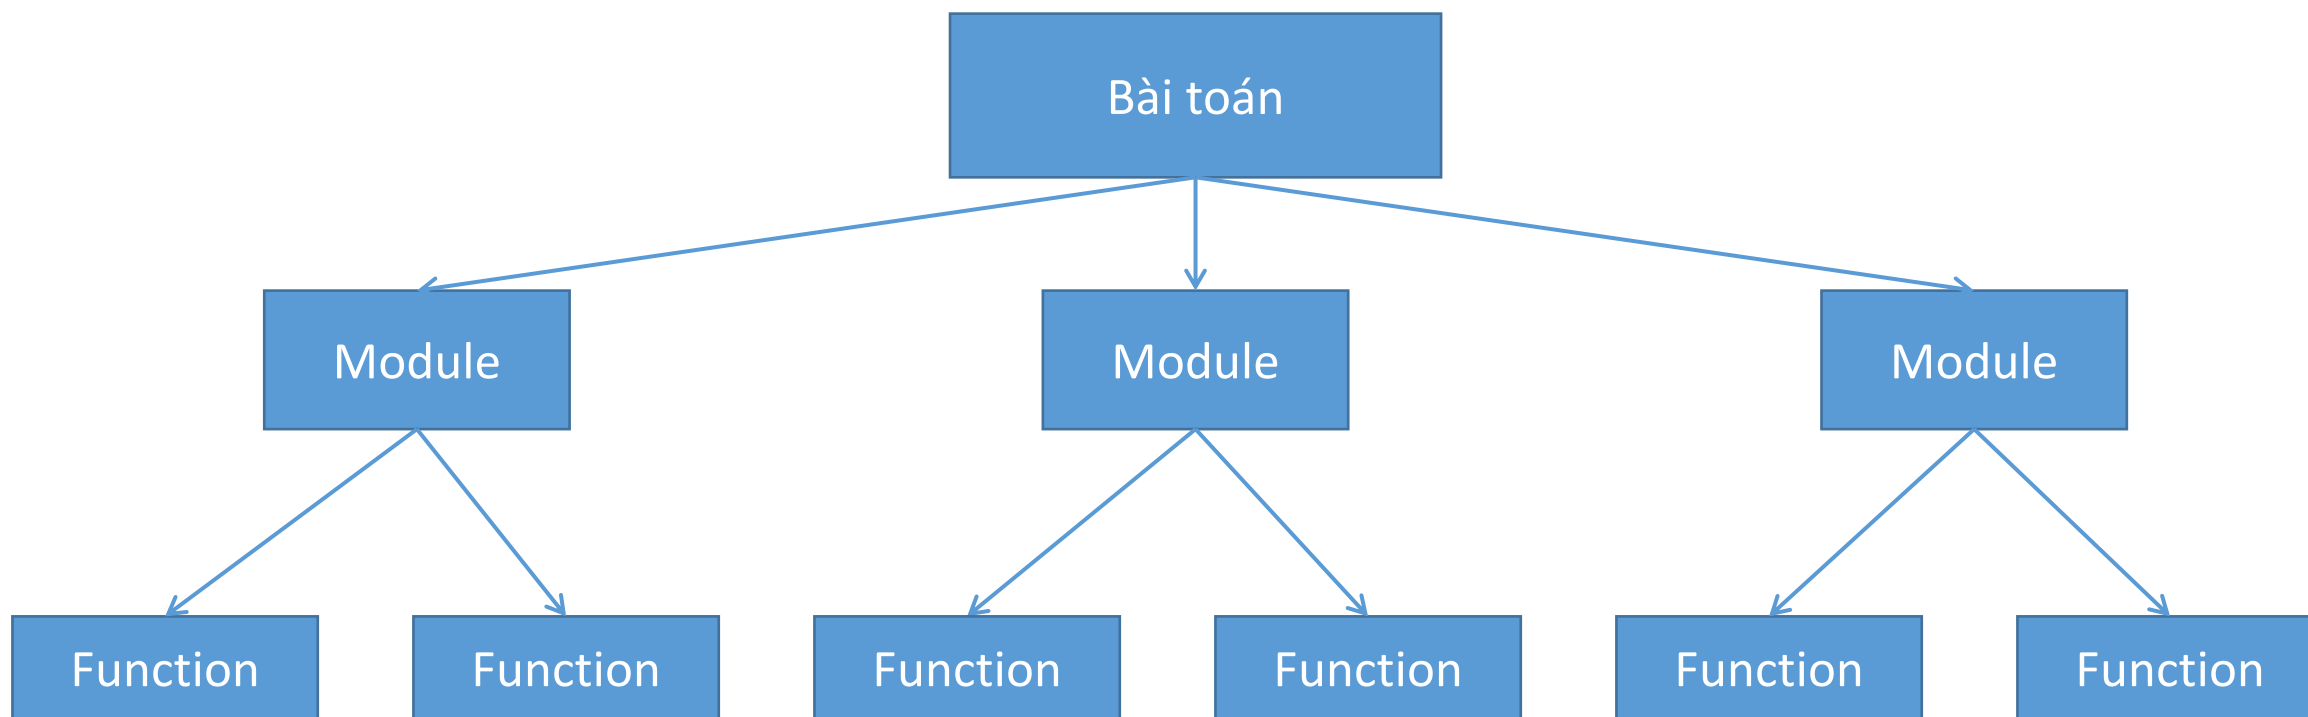 Bài toán
Module
Module
Module
Function
Function
Function
Function
Function
Function